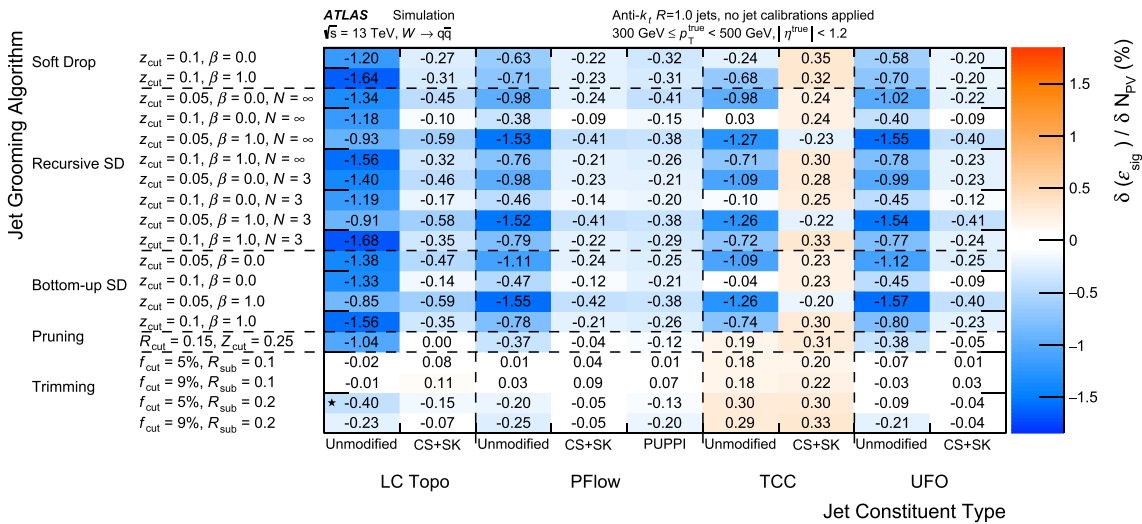 ATLAS Simulation
√s = 13 TeV, W → qq̄
Anti-kt R=1.0 jets, no jet calibrations applied
300 GeV ≤ pTtrue < 500 GeV, |ηtrue| < 1.2
Jet Grooming Algorithm
Soft Drop
zcut = 0.1, β = 0.0 -1.20 -0.27 -0.63 -0.22 -0.32 -0.24 0.35 -0.58 -0.20
zcut = 0.1, β = 1.0 -1.64 -0.31 -0.71 -0.23 -0.31 -0.68 0.32 -0.70 -0.20
Recursive SD
zcut = 0.05, β = 0.0, N = ∞ -1.34 -0.45 -0.98 -0.24 -0.41 -0.98 0.24 -1.02 -0.22
zcut = 0.1, β = 0.0, N = ∞ -1.18 -0.10 -0.38 -0.09 -0.15 0.03 0.24 -0.40 -0.09
zcut = 0.05, β = 1.0, N = ∞ -0.93 -0.59 -1.53 -0.41 -0.38 -1.27 -0.23 -1.55 -0.40
zcut = 0.1, β = 1.0, N = ∞ -1.56 -0.32 -0.76 -0.21 -0.26 -0.71 0.30 -0.78 -0.23
zcut = 0.05, β = 0.0, N = 3 -1.40 -0.46 -0.98 -0.23 -0.21 -1.09 0.28 -0.99 -0.23
zcut = 0.1, β = 0.0, N = 3 -1.19 -0.17 -0.46 -0.14 -0.20 -0.10 0.25 -0.45 -0.12
zcut = 0.05, β = 1.0, N = 3 -0.91 -0.58 -1.52 -0.41 -0.38 -1.26 -0.22 -1.54 -0.41
zcut = 0.1, β = 1.0, N = 3 -1.68 -0.35 -0.79 -0.22 -0.29 -0.72 0.33 -0.77 -0.24
Bottom-up SD
zcut = 0.05, β = 0.0 -1.38 -0.47 -1.11 -0.24 -0.25 -1.09 0.23 -1.12 -0.25
zcut = 0.1, β = 0.0 -1.33 -0.14 -0.47 -0.12 -0.21 -0.04 0.23 -0.45 -0.08
zcut = 0.05, β = 1.0 -0.85 -0.59 -1.55 -0.42 -0.38 -1.26 -0.20 -1.57 -0.40
zcut = 0.1, β = 1.0 -1.56 -0.35 -0.78 -0.21 -0.26 -0.74 0.30 -0.80 -0.23
Pruning
Rcut = 0.15, Zcut = 0.25 -1.04 0.00 -0.37 -0.04 -0.12 0.19 0.31 -0.38 -0.05
Trimming
fcut = 5%, Rsub = 0.1 -0.02 0.08 0.01 0.04 0.01 0.18 0.20 -0.07 0.01
fcut = 9%, Rsub = 0.1 -0.01 0.11 0.03 0.09 0.07 0.18 0.22 -0.03 0.03
fcut = 5%, Rsub = 0.2 ★ -0.40 -0.15 -0.20 -0.05 -0.13 0.30 0.30 -0.09 -0.04
fcut = 9%, Rsub = 0.2 -0.23 -0.07 -0.25 -0.05 -0.20 0.29 0.33 -0.21 -0.04
Unmodified CS+SK Unmodified CS+SK PUPPI Unmodified CS+SK Unmodified CS+SK
LC Topo PFlow TCC UFO
Jet Constituent Type
1.5
1
0.5
0
−0.5
−1
−1.5
δ (εsig) / δ NPV (%)